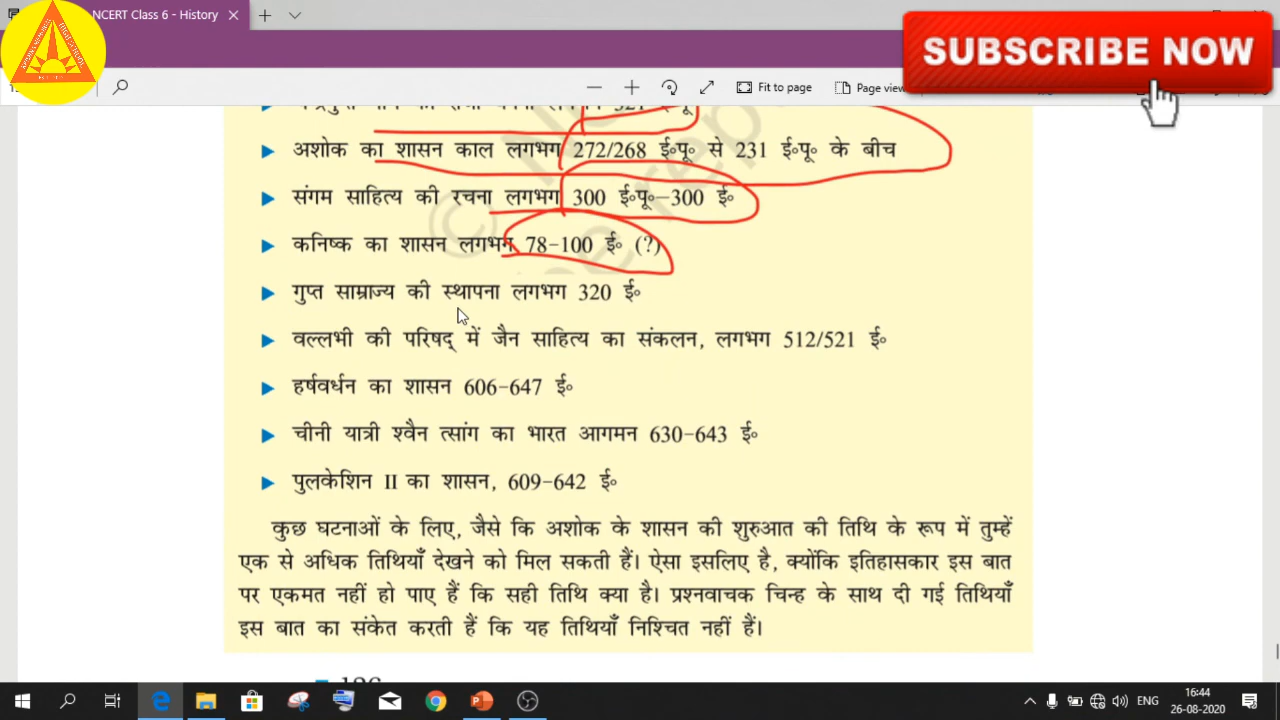 NCERT Class 6 - History
SUBSCRIBE NOW
Fit to page
Page view
अशोक का शासन काल लगभग 272/268 ई॰पू॰ से 231 ई॰पू॰ के बीच
संगम साहित्य की रचना लगभग 300 ई॰पू॰–300 ई॰
कनिष्क का शासन लगभग 78–100 ई॰ (?)
गुप्त साम्राज्य की स्थापना लगभग 320 ई॰
वल्लभी की परिषद् में जैन साहित्य का संकलन, लगभग 512/521 ई॰
हर्षवर्धन का शासन 606–647 ई॰
चीनी यात्री श्वैन त्सांग का भारत आगमन 630–643 ई॰
पुलकेशिन II का शासन, 609–642 ई॰
कुछ घटनाओं के लिए, जैसे कि अशोक के शासन की शुरुआत की तिथि के रूप में तुम्हें
एक से अधिक तिथियाँ देखने को मिल सकती हैं। ऐसा इसलिए है, क्योंकि इतिहासकार इस बात
पर एकमत नहीं हो पाए हैं कि सही तिथि क्या है। प्रश्नवाचक चिन्ह के साथ दी गई तिथियाँ
इस बात का संकेत करती हैं कि यह तिथियाँ निश्चित नहीं हैं।
ENG
16:44
26-08-2020